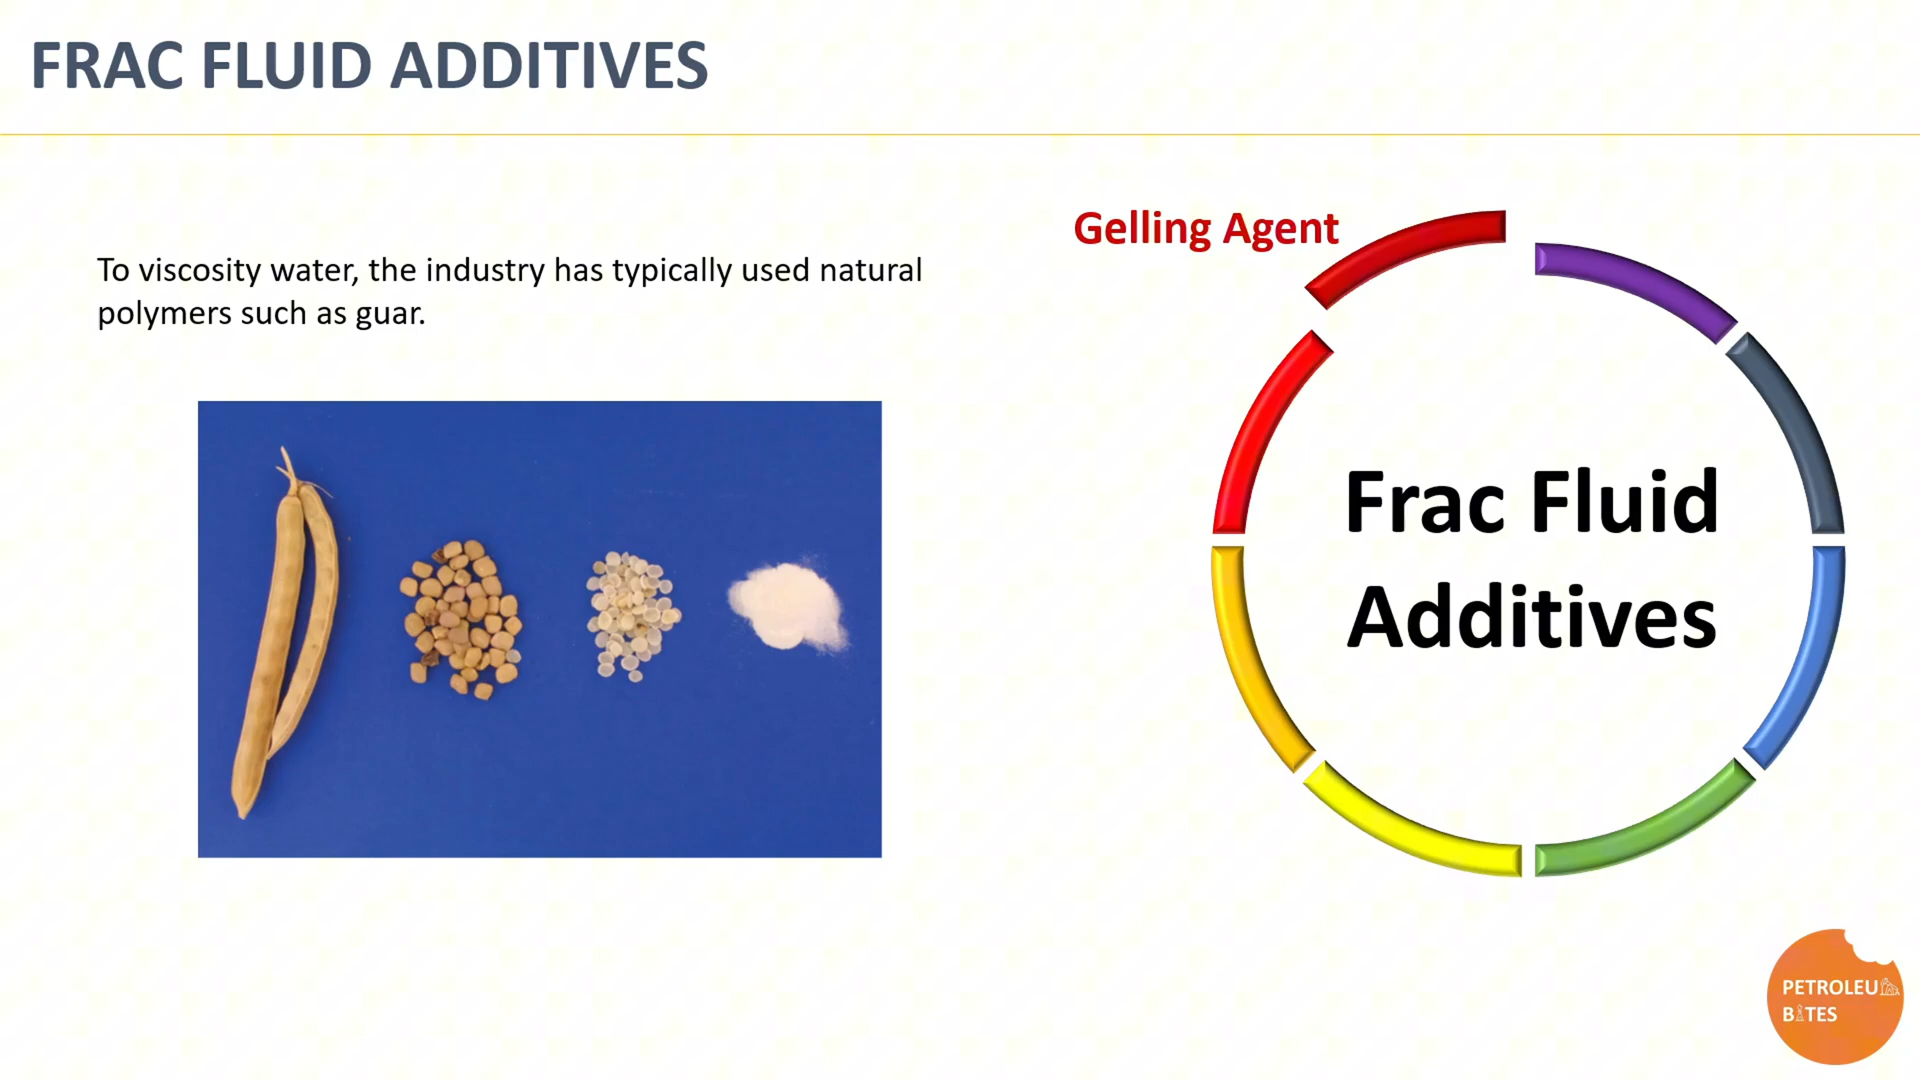 FRAC FLUID ADDITIVES
To viscosity water, the industry has typically used natural
polymers such as guar.
Gelling Agent
Frac Fluid
Additives
PETROLEU
BITES